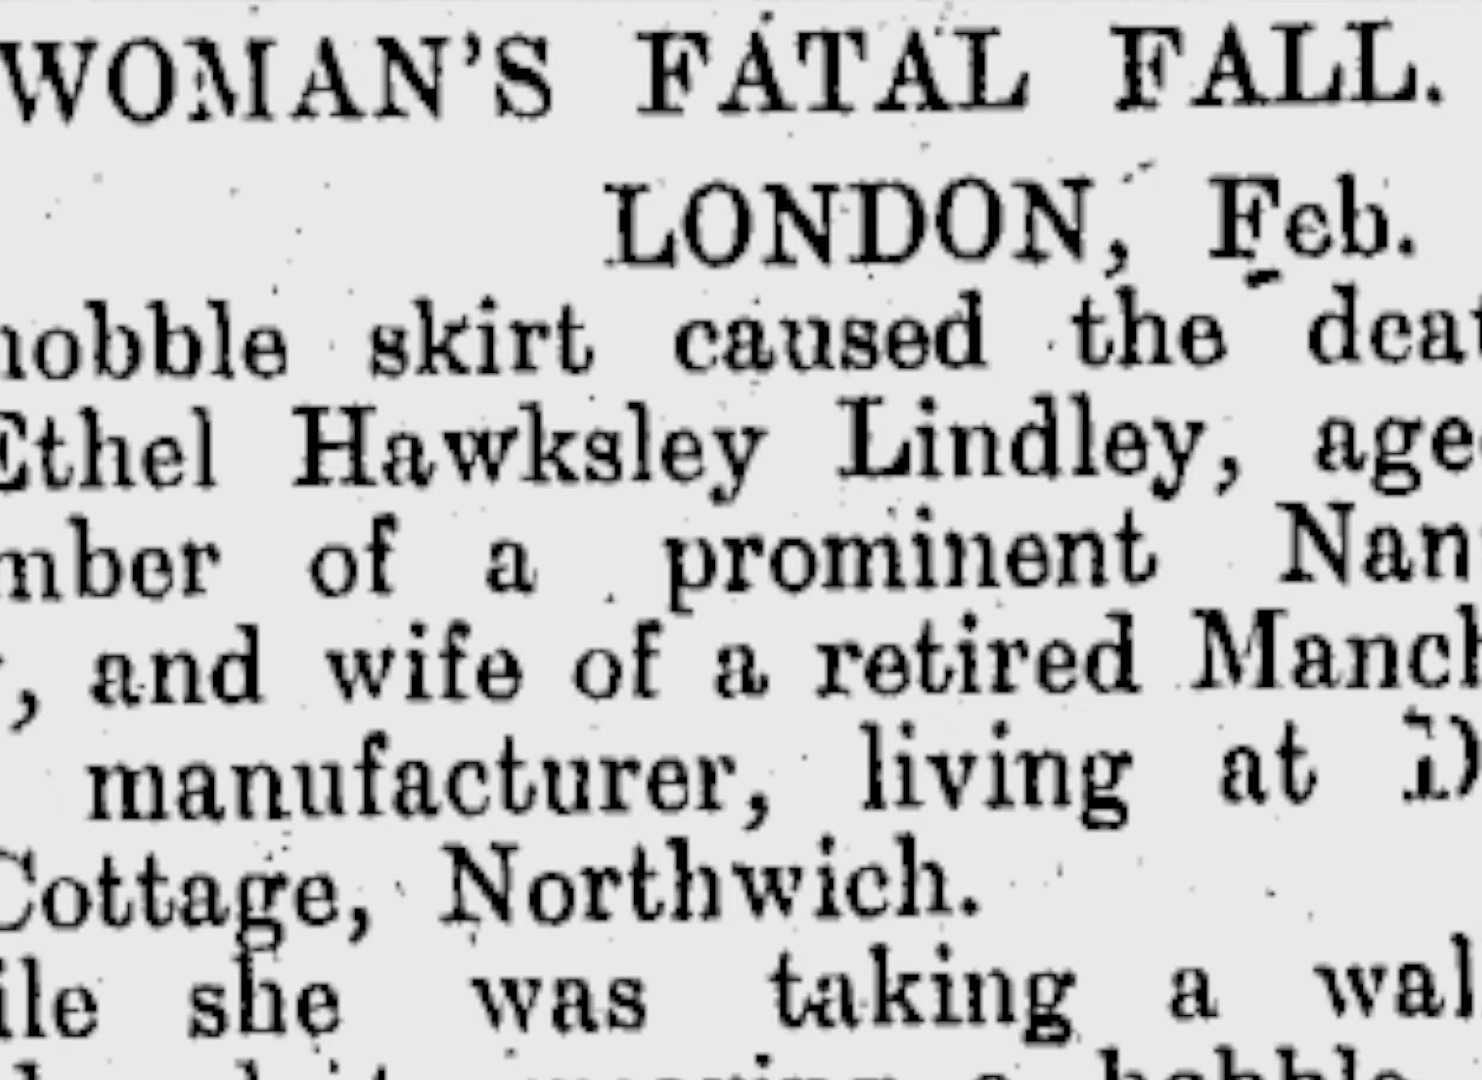 WOMAN'S FATAL FALL.
LONDON, Feb.
hobble skirt caused the deat
Ethel Hawksley Lindley, age
mber of a prominent Nan
, and wife of a retired Manch
manufacturer, living at D
Cottage, Northwich.
ile she was taking a wal
a hobble